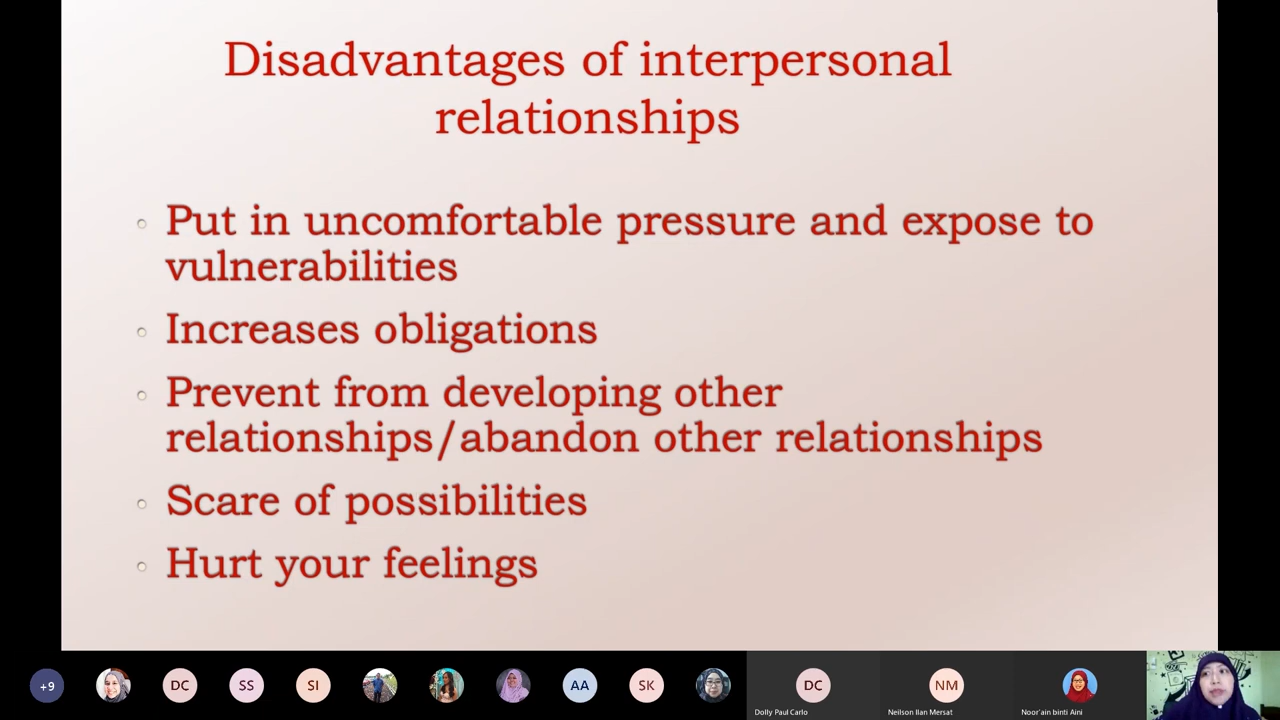 Disadvantages of interpersonal
relationships
Put in uncomfortable pressure and expose to
vulnerabilities
Increases obligations
Prevent from developing other
relationships/abandon other relationships
Scare of possibilities
Hurt your feelings
+9
DC
SS
SI
AA
SK
DC
NM
Dolly Paul Carlo
Neilson Ilan Mersat
Noor'ain binti Aini